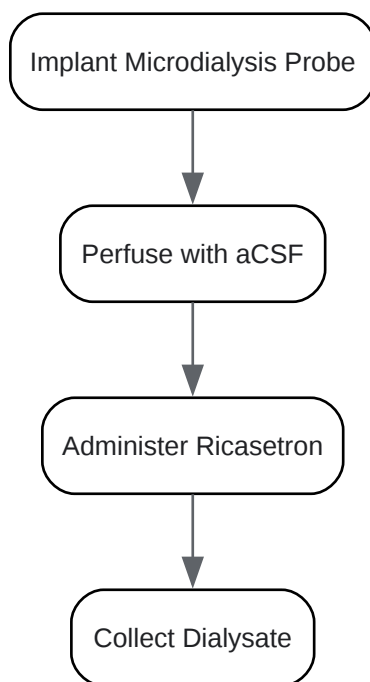 Implant Microdialysis Probe
Perfuse with aCSF
Administer Ricasetron
Collect Dialysate